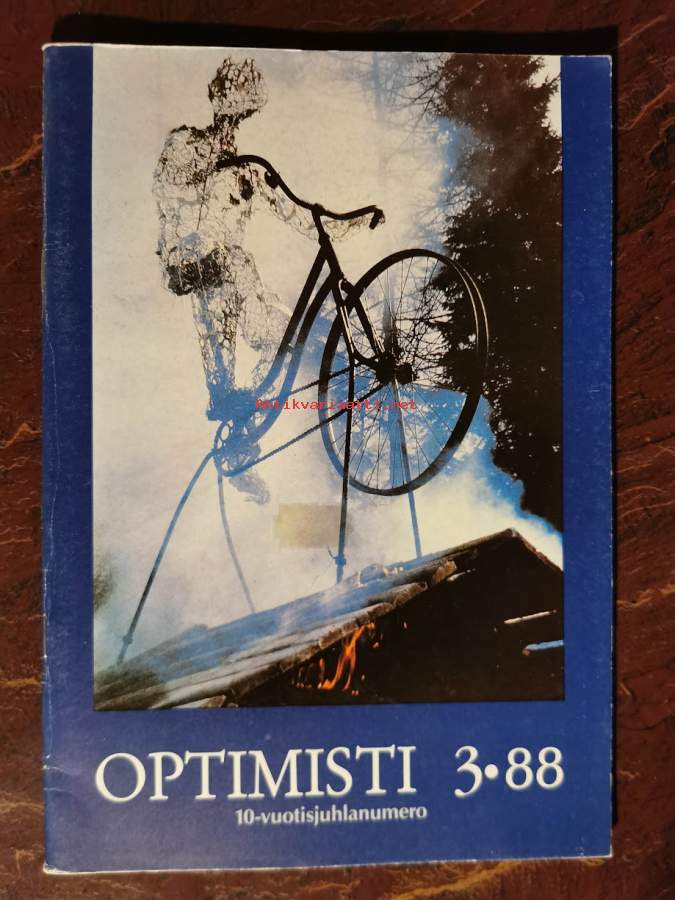 Antikvariaatti.net
OPTIMISTI 3•88
10-vuotisjuhlanumero